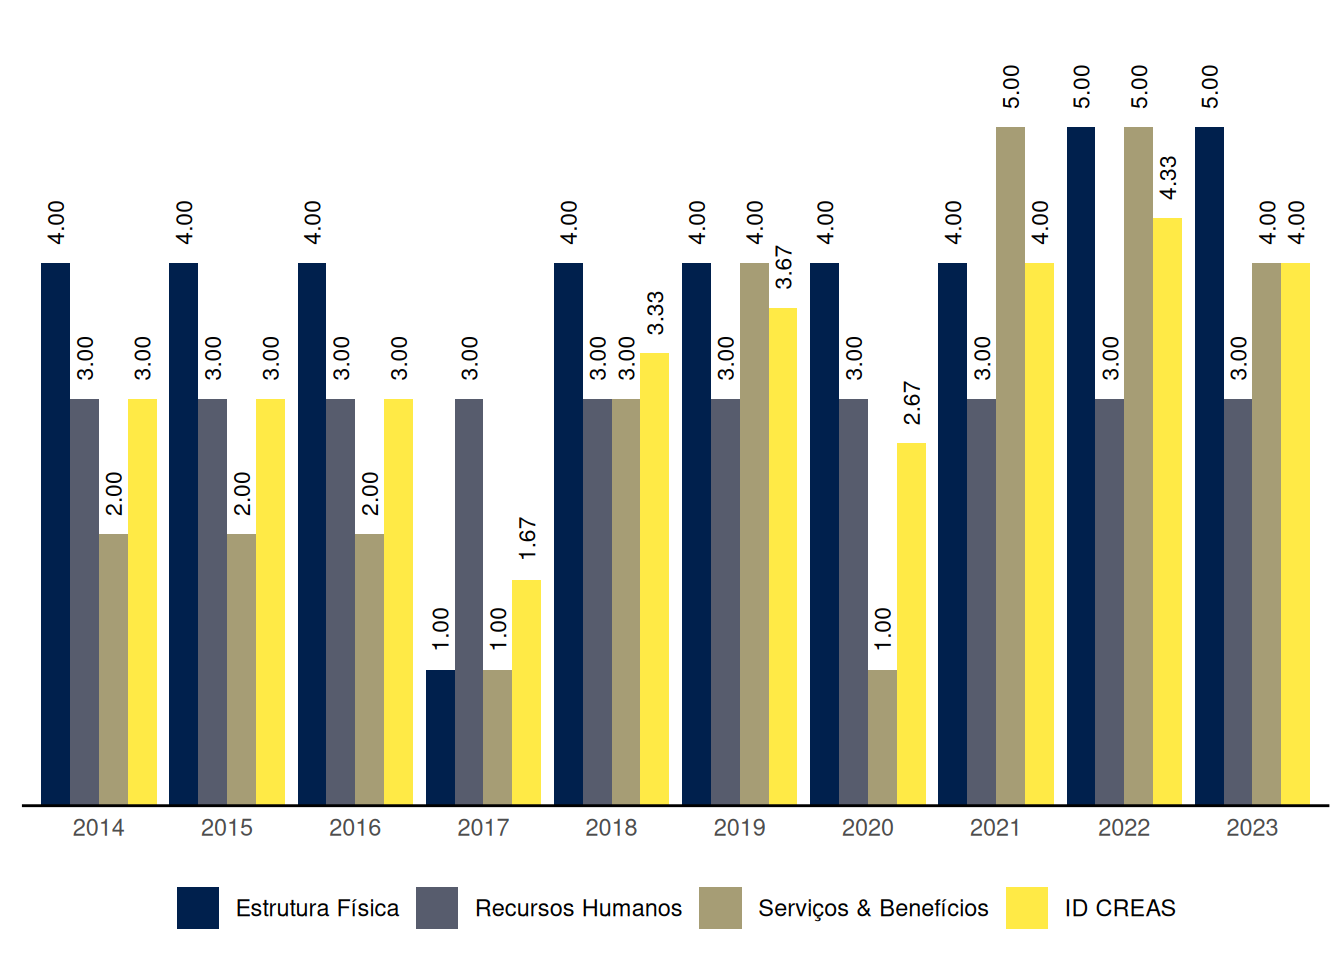 5.00 5.00 5.00 5.00
4.33
4.00 4.00 4.00 4.00 4.00 4.00 4.00 4.00 4.00 4.00
3.67
3.33
3.00 3.00 3.00 3.00 3.00 3.00 3.00 3.00 3.00 3.00 3.00 3.00 3.00 3.00
2.67
2.00 2.00 2.00
1.67
1.00 1.00 1.00
2014 2015 2016 2017 2018 2019 2020 2021 2022 2023
Estrutura Física Recursos Humanos Serviços & Benefícios ID CREAS